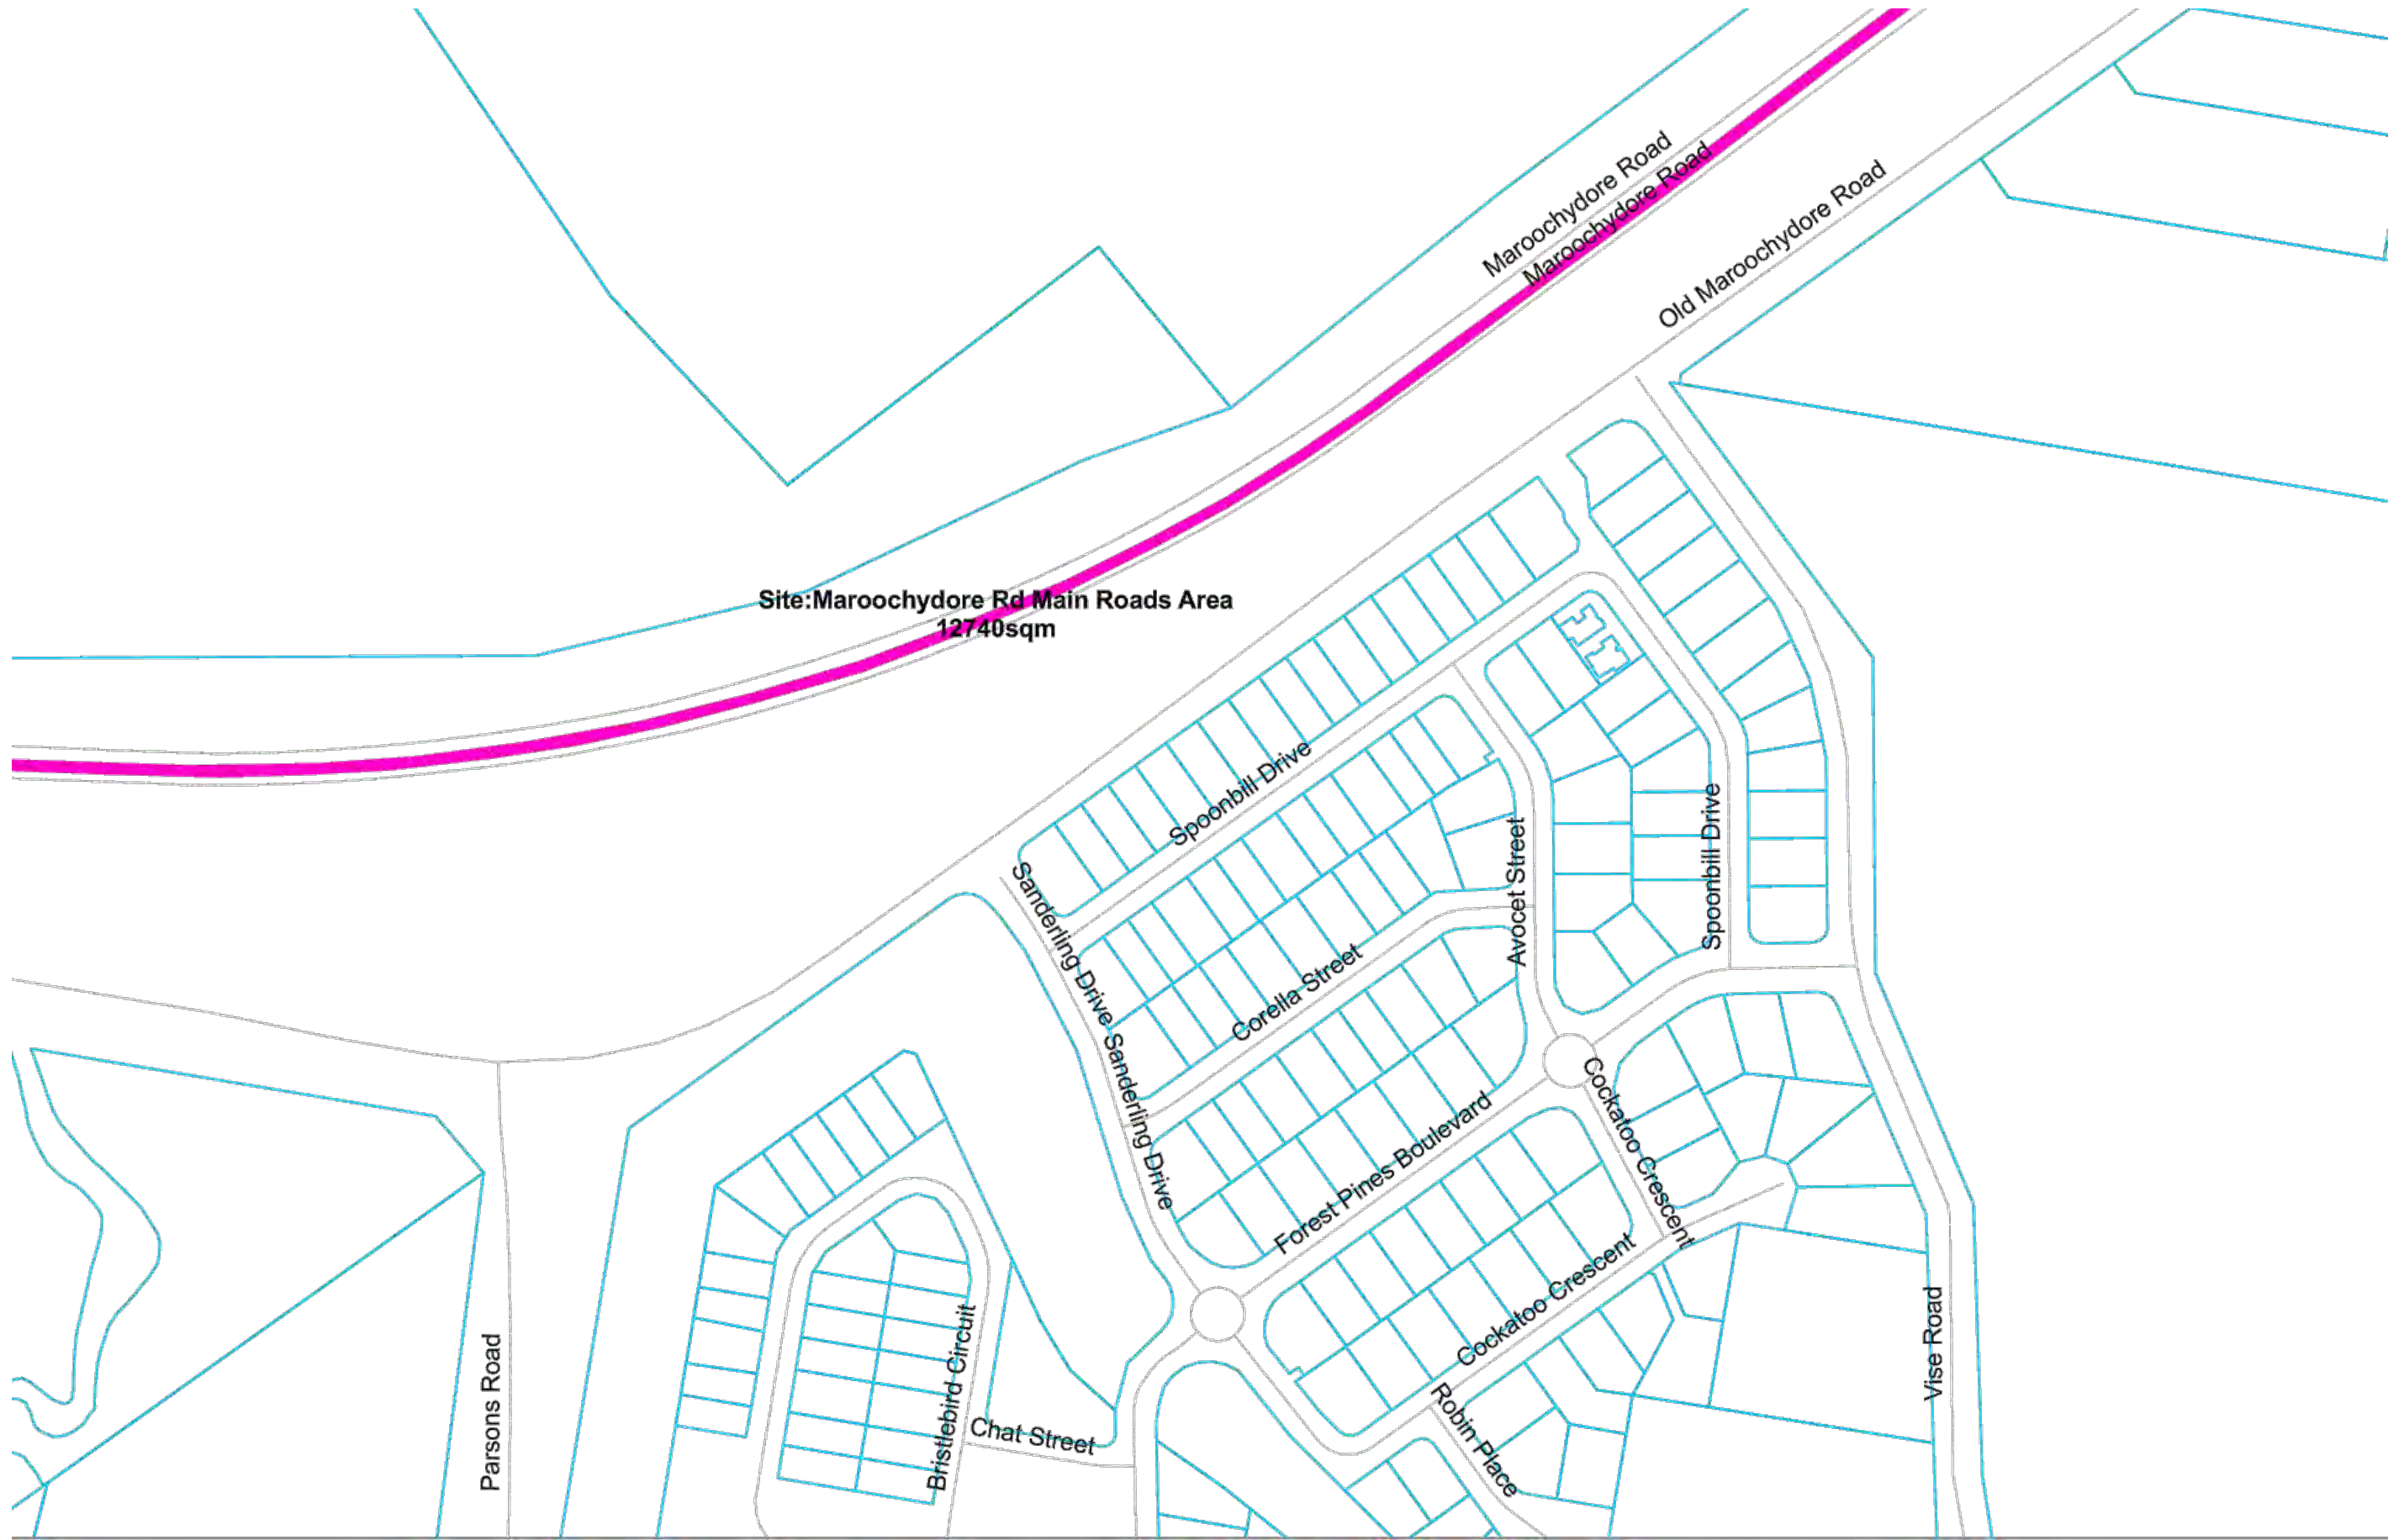 Maroochydore Road
Maroochydore Road
Old Maroochydore Road
Site:Maroochydore Rd Main Roads Area
12740sqm
Spoonbill Drive
Spoonbill Drive
Avocet Street
Sanderling Drive
Sanderling Drive
Corella Street
Cockatoo Crescent
Forest Pines Boulevard
Cockatoo Crescent
Parsons Road
Bristlebird Circuit
Chat Street
Robin Place
Vise Road